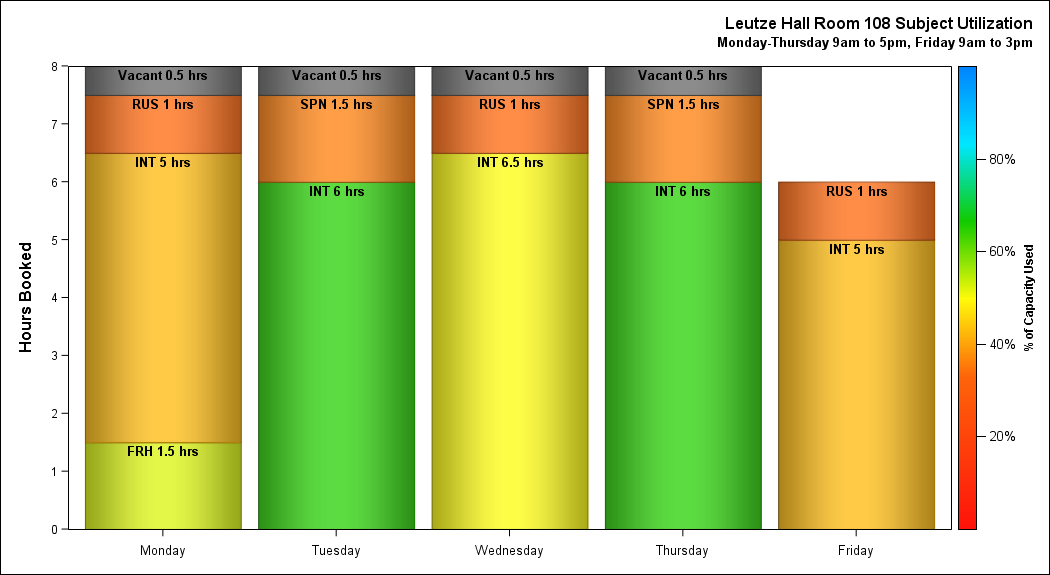 Leutze Hall Room 108 Subject Utilization
Monday-Thursday 9am to 5pm, Friday 9am to 3pm
Hours Booked
8
7
6
5
4
3
2
1
0
Vacant 0.5 hrs
RUS 1 hrs
INT 5 hrs
FRH 1.5 hrs
Vacant 0.5 hrs
SPN 1.5 hrs
INT 6 hrs
Vacant 0.5 hrs
RUS 1 hrs
INT 6.5 hrs
Vacant 0.5 hrs
SPN 1.5 hrs
INT 6 hrs
RUS 1 hrs
INT 5 hrs
Monday
Tuesday
Wednesday
Thursday
Friday
80%
60%
40%
20%
% of Capacity Used